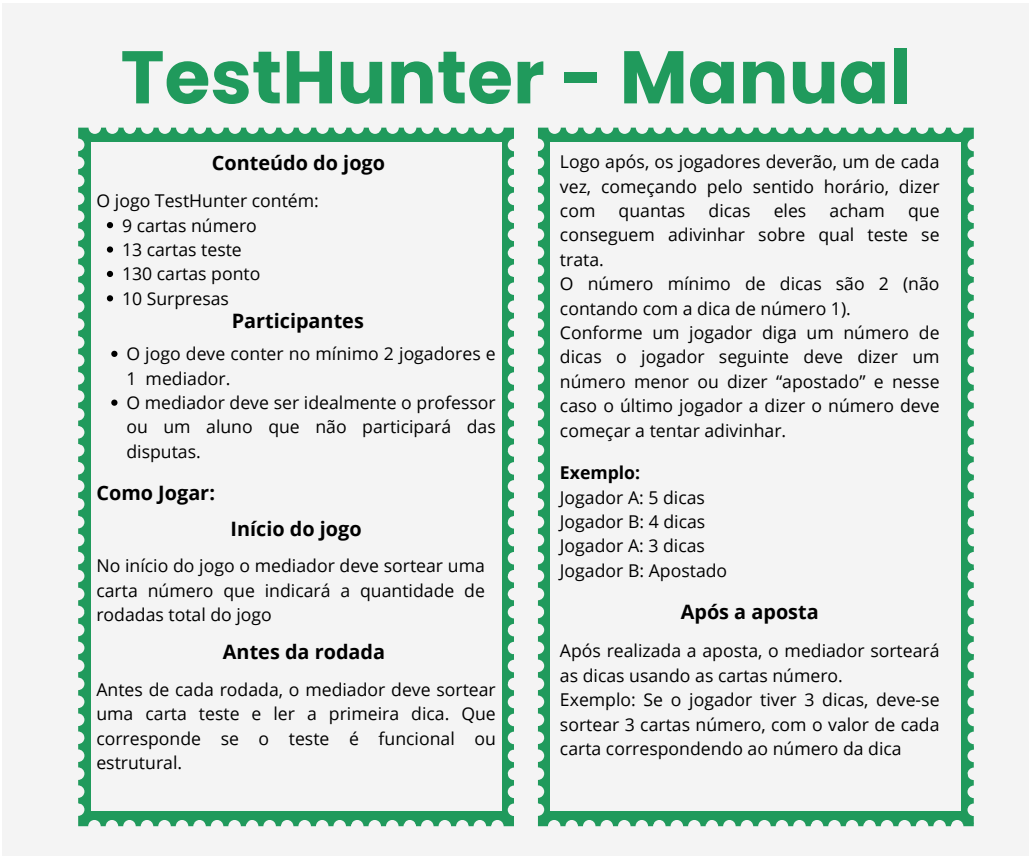 TestHunter - Manual
Conteúdo do jogo
O jogo TestHunter contém:
• 9 cartas número
• 13 cartas teste
• 130 cartas ponto
• 10 Surpresas
Participantes
• O jogo deve conter no mínimo 2 jogadores e
1 mediador.
• O mediador deve ser idealmente o professor
ou um aluno que não participará das
disputas.
Como Jogar:
Início do jogo
No início do jogo o mediador deve sortear uma
carta número que indicará a quantidade de
rodadas total do jogo
Antes da rodada
Antes de cada rodada, o mediador deve sortear
uma carta teste e ler a primeira dica. Que
corresponde se o teste é funcional ou
estrutural.
Logo após, os jogadores deverão, um de cada
vez, começando pelo sentido horário, dizer
com quantas dicas eles acham que
conseguem adivinhar sobre qual teste se
trata.
O número mínimo de dicas são 2 (não
contando com a dica de número 1).
Conforme um jogador diga um número de
dicas o jogador seguinte deve dizer um
número menor ou dizer “apostado” e nesse
caso o último jogador a dizer o número deve
começar a tentar adivinhar.
Exemplo:
Jogador A: 5 dicas
Jogador B: 4 dicas
Jogador A: 3 dicas
Jogador B: Apostado
Após a aposta
Após realizada a aposta, o mediador sorteará
as dicas usando as cartas número.
Exemplo: Se o jogador tiver 3 dicas, deve-se
sortear 3 cartas número, com o valor de cada
carta correspondendo ao número da dica